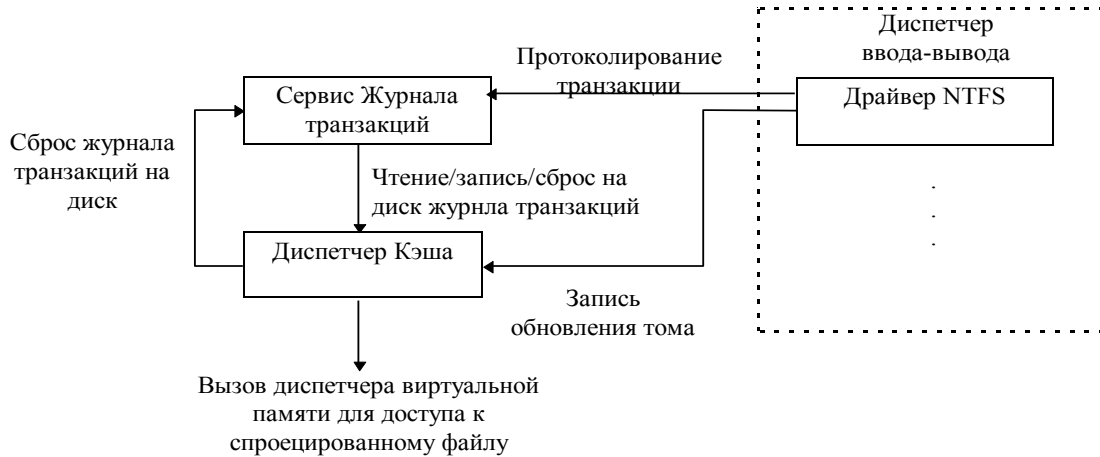 Диспетчер
ввода-вывода
Протоколирование
транзакции
Драйвер NTFS
Сервис Журнала
транзакций
Сброс журнала
транзакций на
диск
Чтение/запись/сброс на
диск журнла транзакций
Диспетчер Кэша
Запись
обновления тома
Вызов диспетчера виртуальной
памяти для доступа к
спроецированному файлу